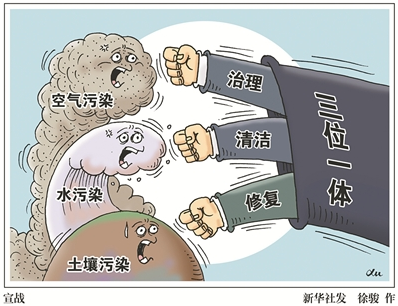 空气污染
水污染
土壤污染
治理
清洁
修复
三位一体
宣战
新华社发 徐骏 作